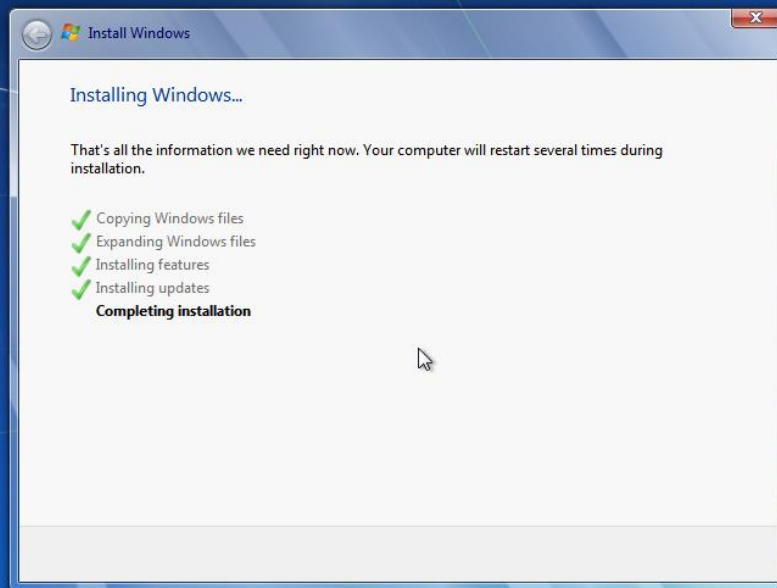 Install Windows
Installing Windows...
That's all the information we need right now. Your computer will restart several times during
installation.
Copying Windows files
Expanding Windows files
Installing features
Installing updates
Completing installation